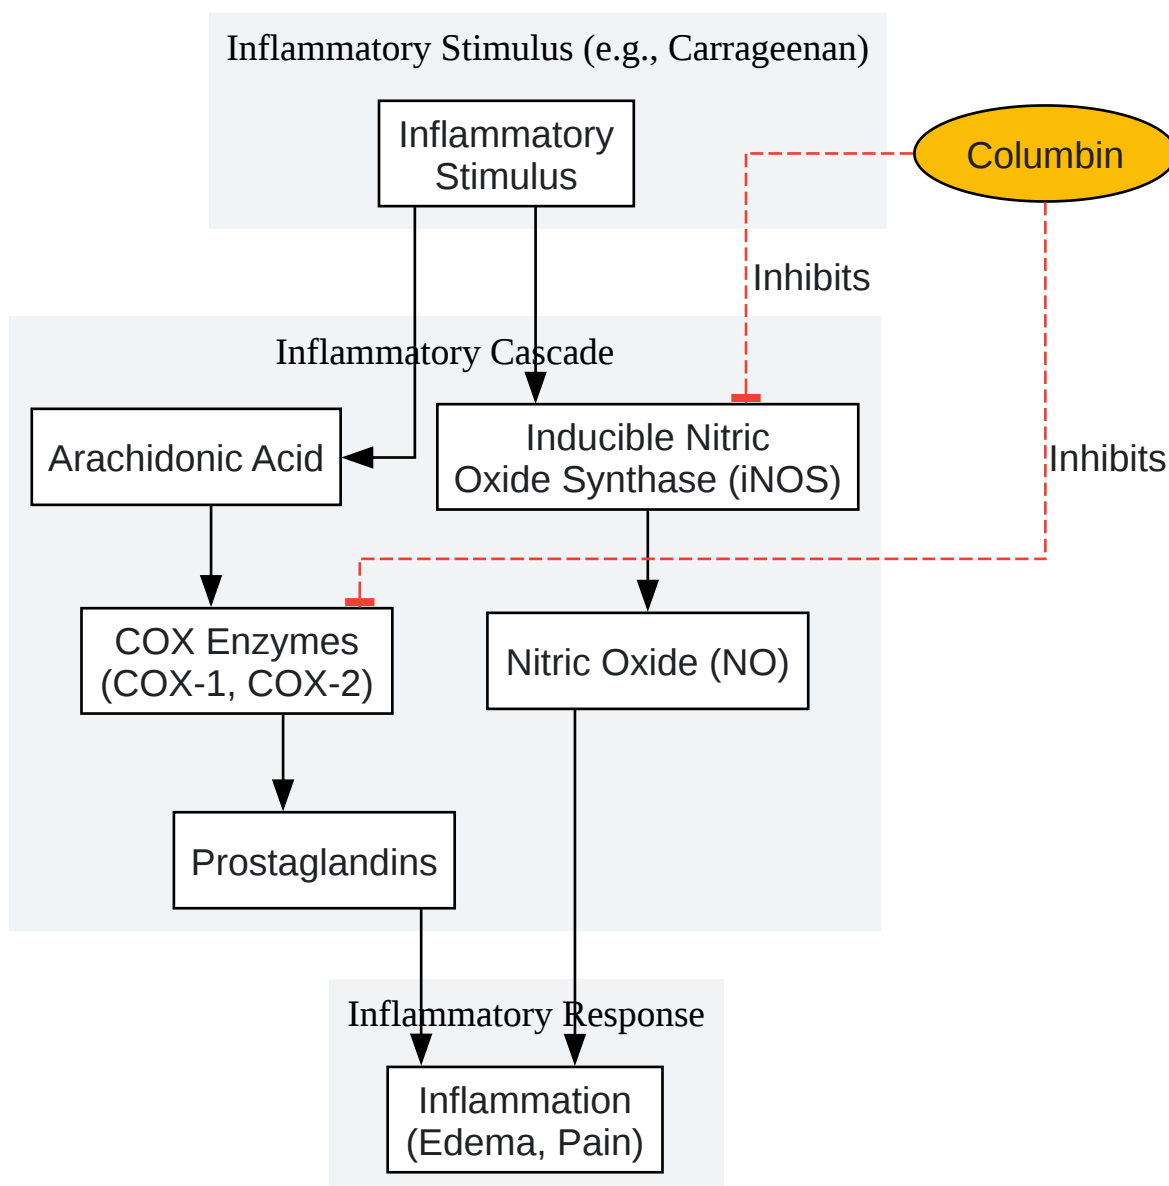 Inflammatory Stimulus (e.g., Carrageenan)
Inflammatory
Stimulus
Columbin
Inhibits
Inflammatory Cascade
Arachidonic Acid
Inducible Nitric
Oxide Synthase (iNOS)
Inhibits
COX Enzymes
(COX-1, COX-2)
Nitric Oxide (NO)
Prostaglandins
Inflammatory Response
Inflammation
(Edema, Pain)